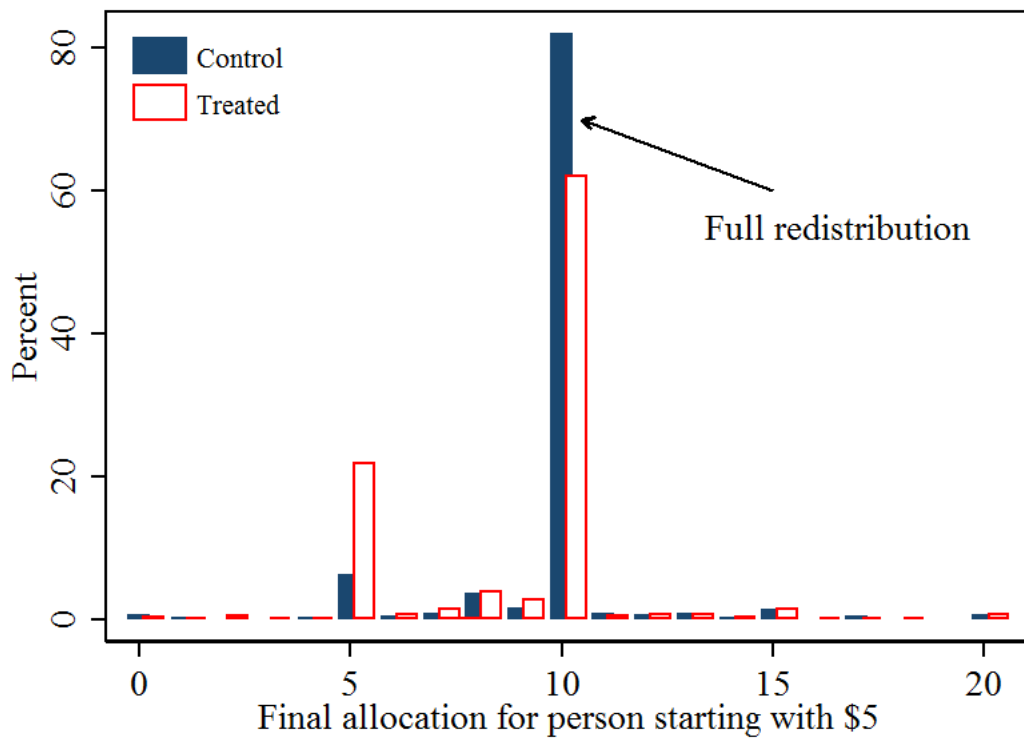 Control
Treated
Full redistribution
Percent
80
60
40
20
0
0 5 10 15 20
Final allocation for person starting with $5